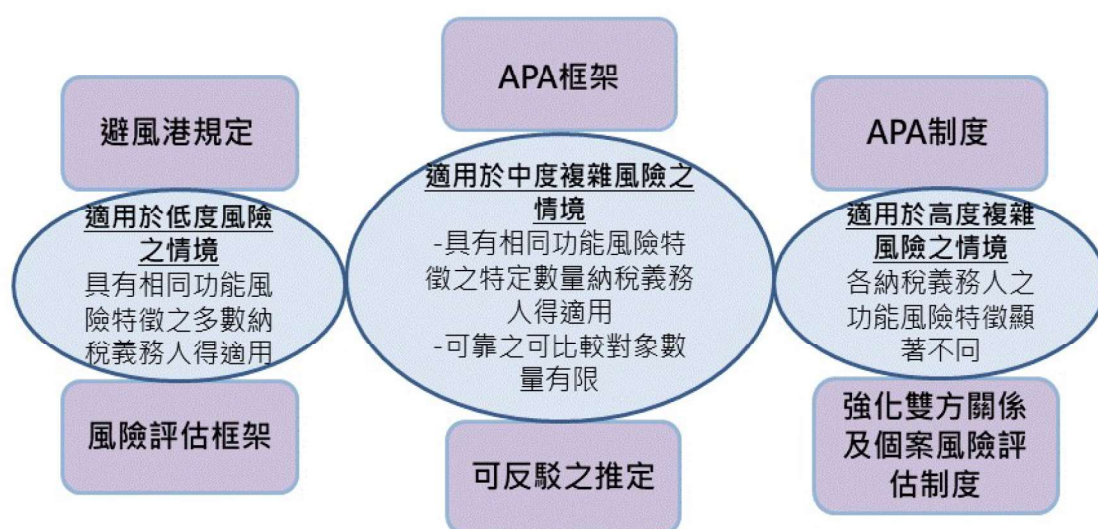 避風港規定
適用於低度風險
之情境
具有相同功能風
險特徵之多數納
稅義務人得適用
風險評估框架
APA框架
適用於中度複雜風險之
情境
-具有相同功能風險特
徵之特定數量納稅義務
人得適用
-可靠之可比較對象數
量有限
可反駁之推定
APA制度
適用於高度複雜
風險之情境
各納稅義務人之
功能風險特徵顯
著不同
強化雙方關係
及個案風險評
估制度